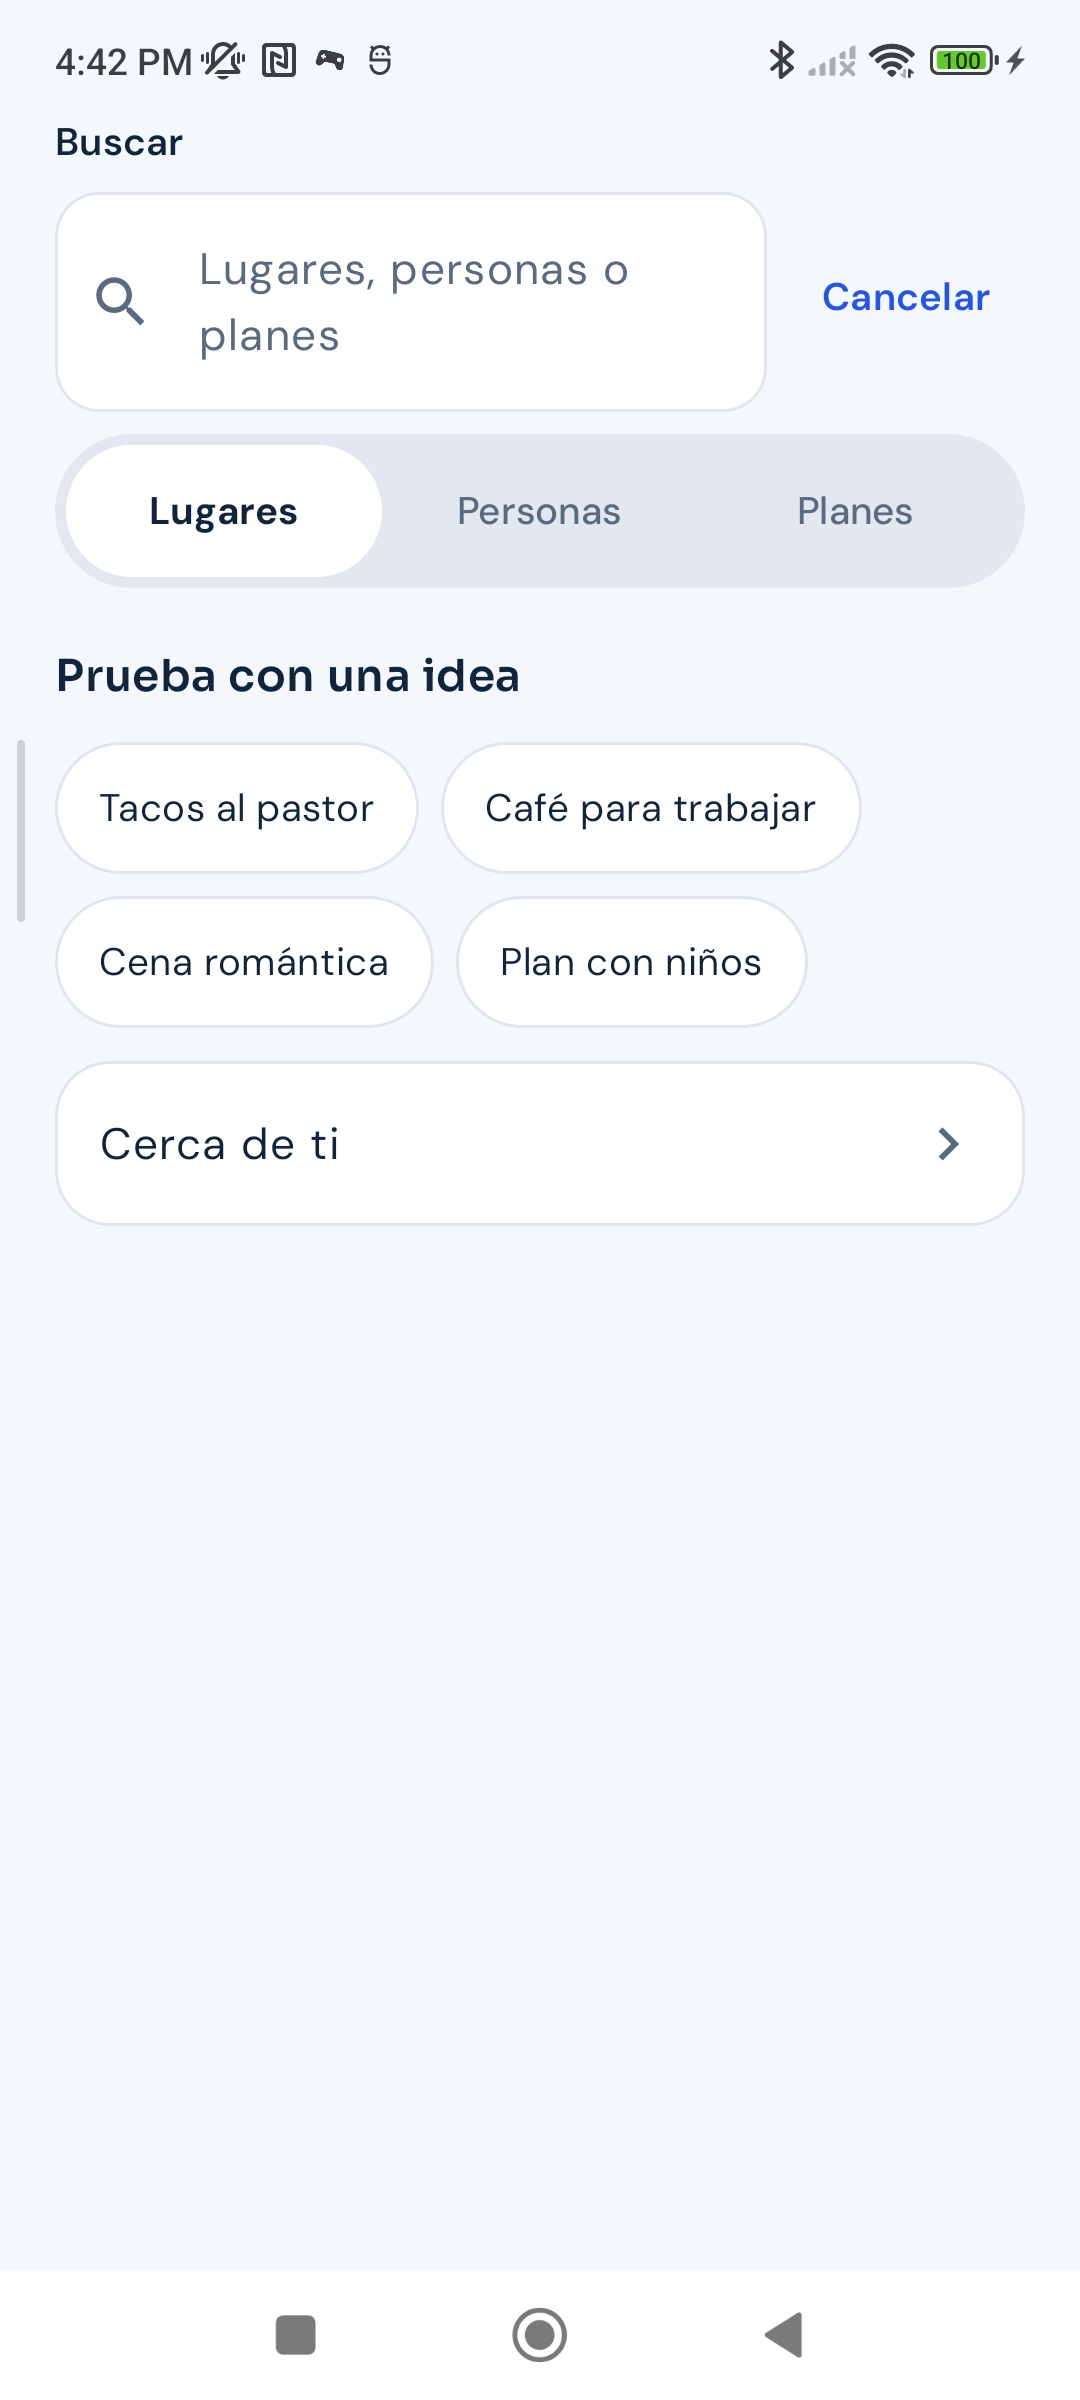 4:42 PM
100
Buscar
Lugares, personas o
planes
Cancelar
Lugares
Personas
Planes
Prueba con una idea
Tacos al pastor
Café para trabajar
Cena romántica
Plan con niños
Cerca de ti